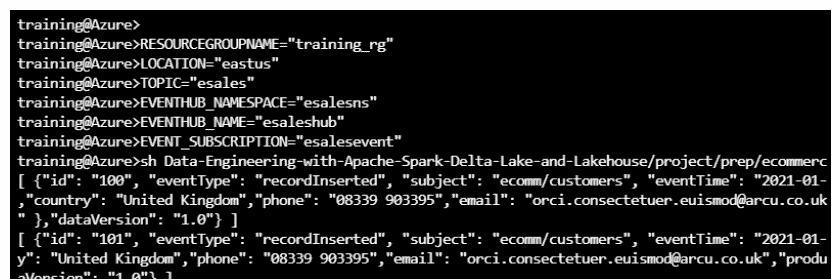 training@Azure>
training@Azure>RESOURCEGROUPNAME="training_rg"
training@Azure>LOCATION="eastus"
training@Azure>TOPIC="esales"
training@Azure>EVENTHUB_NAMESPACE="esalesns"
training@Azure>EVENTHUB_NAME="esaleshub"
training@Azure>EVENT_SUBSCRIPTION="esalesevent"
training@Azure>sh Data-Engineering-with-Apache-Spark-Delta-Lake-and-Lakehouse/project/prep/ecommerc
[ {"id": "100", "eventType": "recordInserted", "subject": "ecomm/customers", "eventTime": "2021-01-
,"country": "United Kingdom","phone": "08339 903395","email": "orci.consectetuer.euismod@arcu.co.uk
" },"dataVersion": "1.0"} ]
[ {"id": "101", "eventType": "recordInserted", "subject": "ecomm/customers", "eventTime": "2021-01-
y": "United Kingdom","phone": "08339 903395","email": "orci.consectetuer.euismod@arcu.co.uk","produ
aVersion": "1.0"} ]